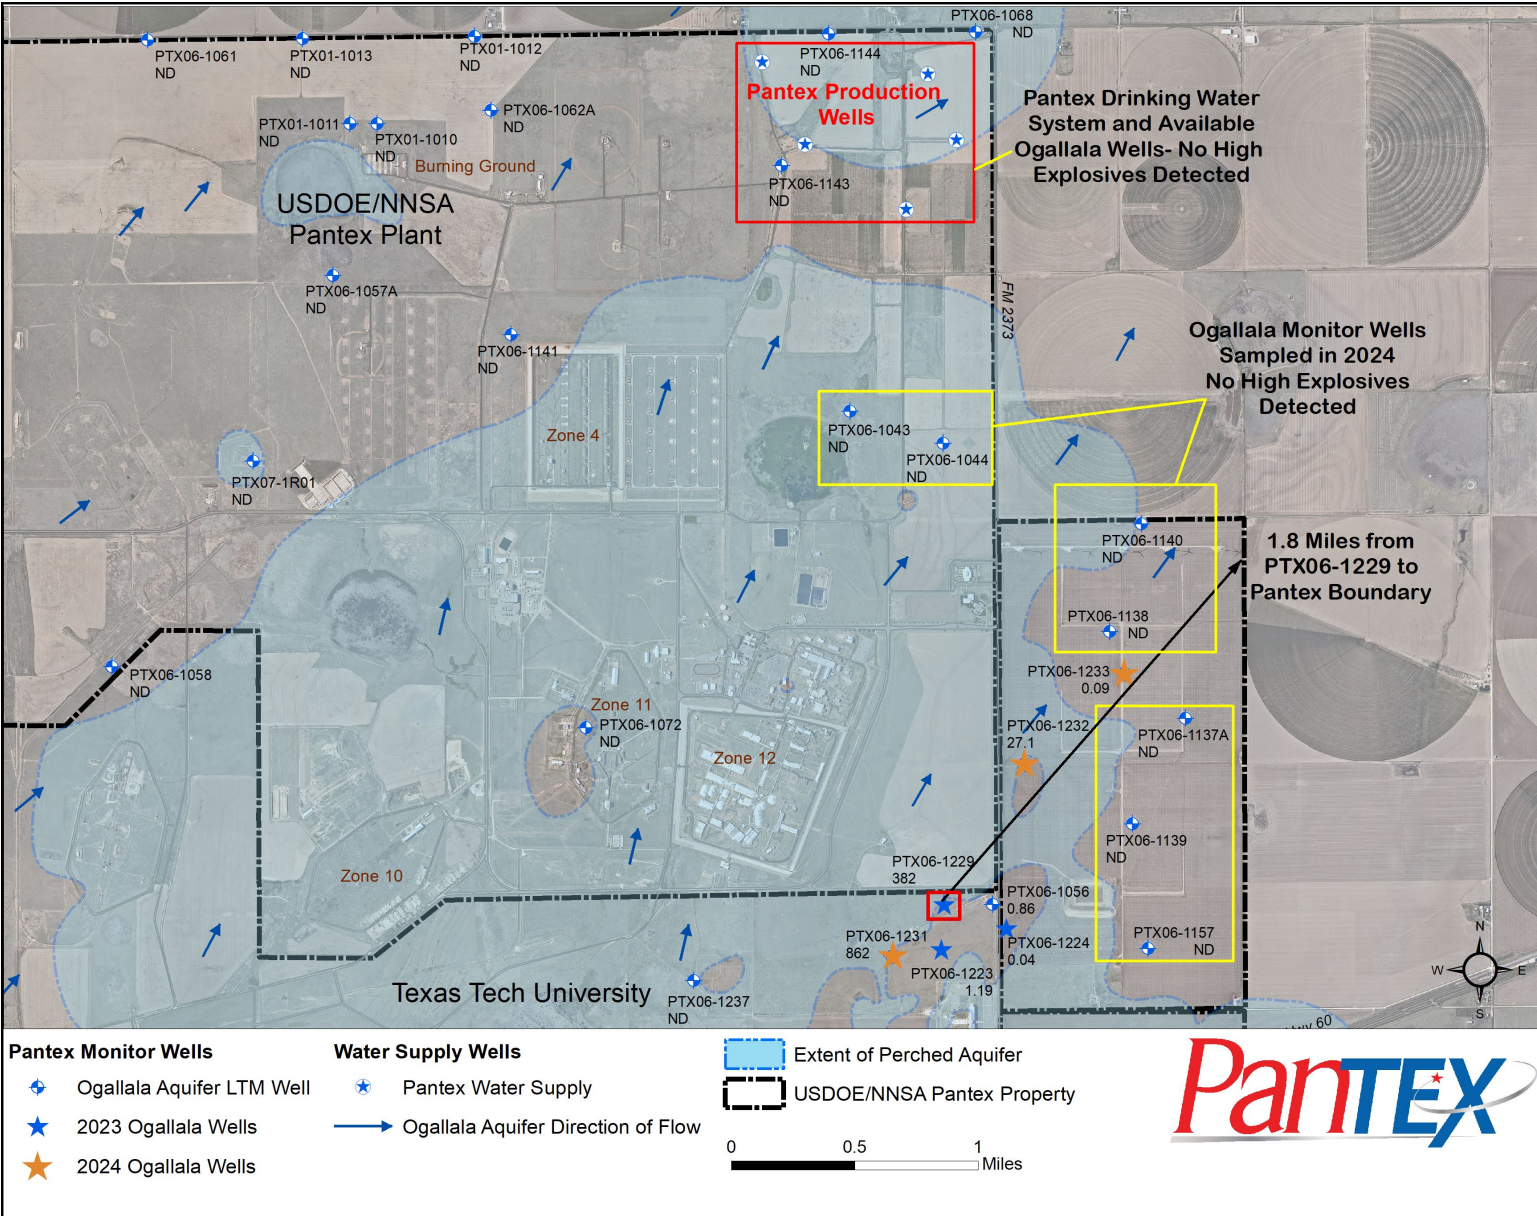 PTX06-1061
ND
PTX01-1013
ND
PTX01-1012
ND
PTX06-1144
ND
PTX06-1068
ND
Pantex Production
Wells
Pantex Drinking Water
System and Available
Ogallala Wells- No High
Explosives Detected
PTX06-1062A
ND
PTX01-1011
ND
PTX01-1010
ND
Burning Ground
PTX06-1143
ND
USDOE/NNSA
Pantex Plant
PTX06-1057A
ND
FM 2373
PTX06-1141
ND
Ogallala Monitor Wells
Sampled in 2024
No High Explosives
Detected
Zone 4
PTX06-1043
ND
PTX06-1044
ND
PTX07-1R01
ND
PTX06-1140
ND
1.8 Miles from
PTX06-1229 to
Pantex Boundary
PTX06-1138
ND
PTX06-1058
ND
PTX06-1233
0.09
Zone 11
PTX06-1072
ND
PTX06-1232
27.1
PTX06-1137A
ND
Zone 12
PTX06-1139
ND
Zone 10
PTX06-1229
382
PTX06-1056
0.86
PTX06-1231
862
PTX06-1224
0.04
PTX06-1157
ND
PTX06-1223
1.19
Texas Tech University
PTX06-1237
ND
N
W
E
S
60
Pantex Monitor Wells
Ogallala Aquifer LTM Well
2023 Ogallala Wells
2024 Ogallala Wells
Water Supply Wells
Pantex Water Supply
Ogallala Aquifer Direction of Flow
Extent of Perched Aquifer
USDOE/NNSA Pantex Property
0 0.5 1
Miles
PanTEX